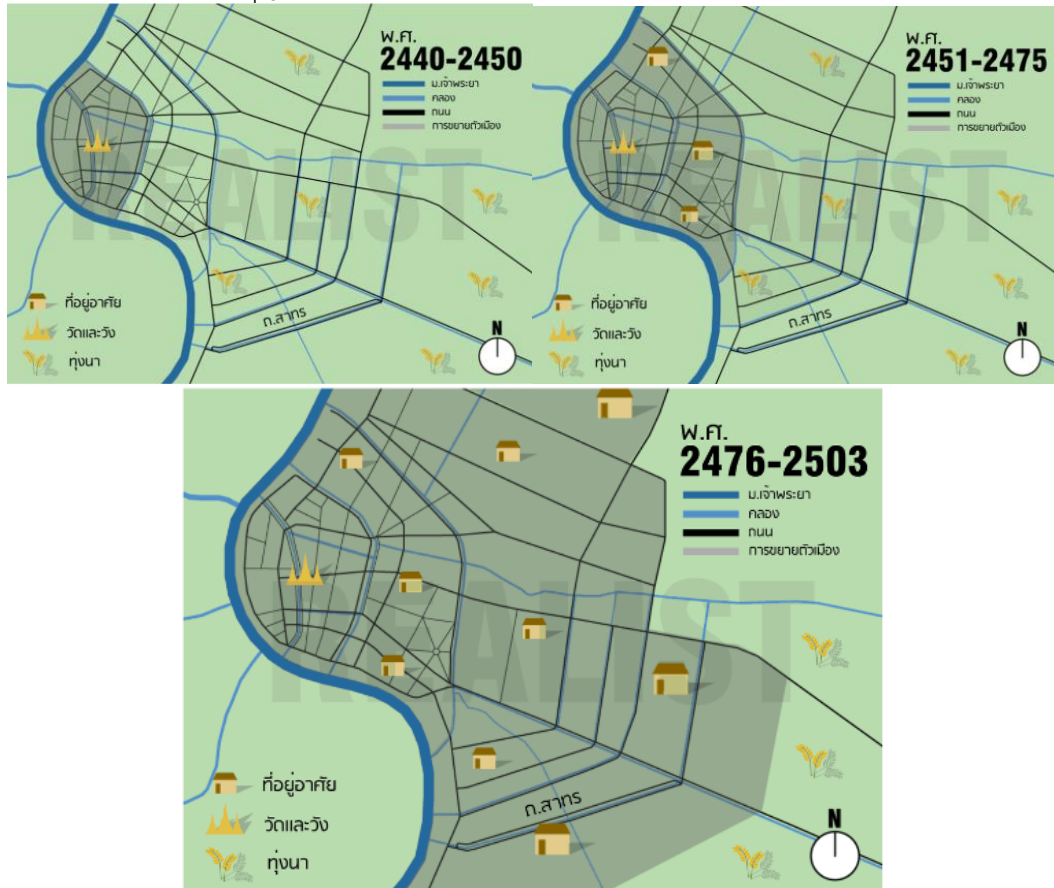 พ.ศ.
2440-2450
ม.เจ้าพระยา
คลอง
ถนน
การขยายตัวเมือง
REALIST
ที่อยู่อาศัย
วัดและวัง
ทุ่งนา
ถ.สาทร
N
พ.ศ.
2451-2475
ม.เจ้าพระยา
คลอง
ถนน
การขยายตัวเมือง
REALIST
ที่อยู่อาศัย
วัดและวัง
ทุ่งนา
ถ.สาทร
N
พ.ศ.
2476-2503
ม.เจ้าพระยา
คลอง
ถนน
การขยายตัวเมือง
REALIST
ถ.สาทร
ที่อยู่อาศัย
วัดและวัง
ทุ่งนา
N